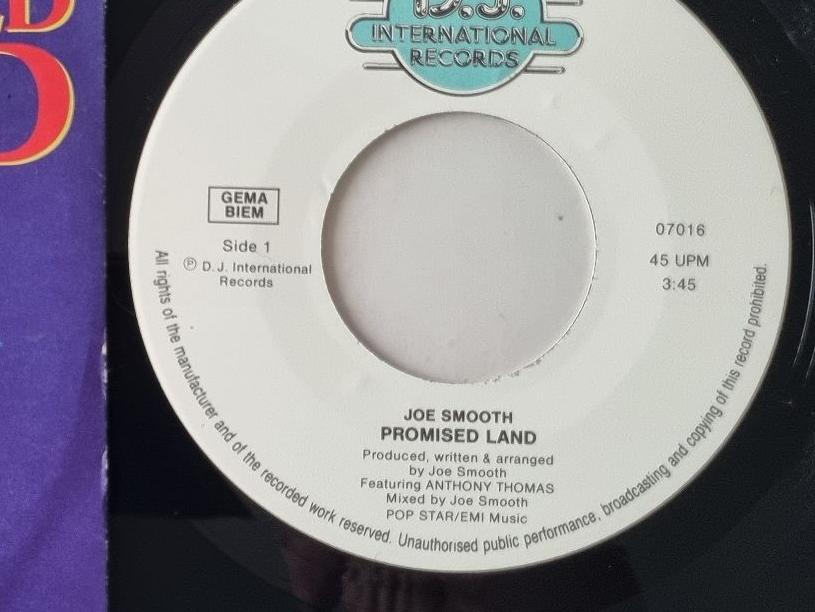 D.J.
INTERNATIONAL
RECORDS
GEMA
BIEM
Side 1
Ⓟ D.J. International
Records
07016
45 UPM
3:45
JOE SMOOTH
PROMISED LAND
Produced, written & arranged
by Joe Smooth
Featuring ANTHONY THOMAS
Mixed by Joe Smooth
POP STAR/EMI Music
All rights of the manufacturer and of the recorded work reserved. Unauthorised public performance, broadcasting and copying of this record prohibited.